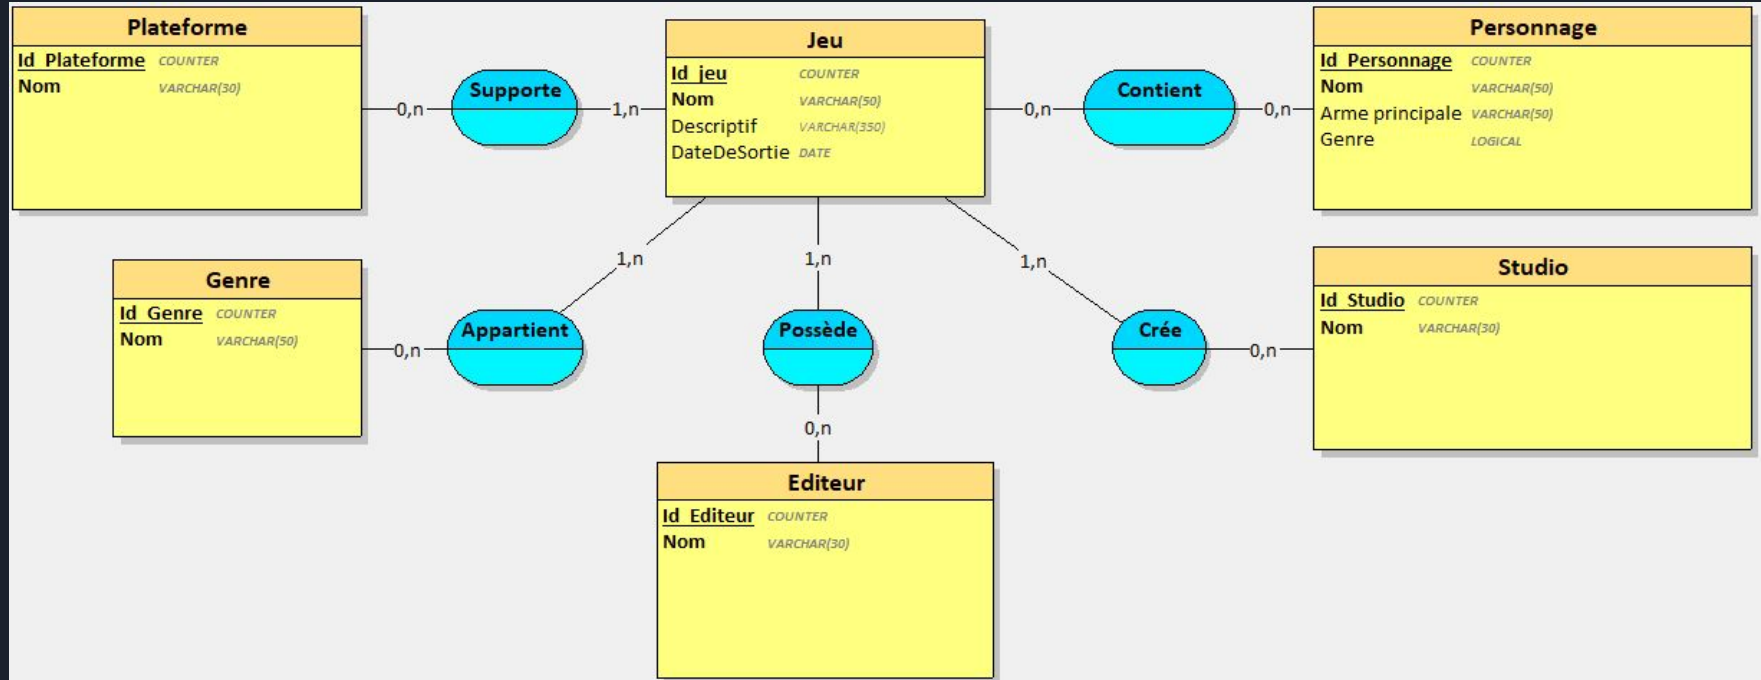 Plateforme
Id_Plateforme COUNTER
Nom VARCHAR(30)
0,n
Supporte
1,n
Jeu
Id_jeu COUNTER
Nom VARCHAR(50)
Descriptif VARCHAR(350)
DateDeSortie DATE
0,n
Contient
0,n
Personnage
Id_Personnage COUNTER
Nom VARCHAR(50)
Arme principale VARCHAR(50)
Genre LOGICAL
1,n
1,n
1,n
Genre
Id_Genre COUNTER
Nom VARCHAR(50)
0,n
Appartient
Possède
Crée
0,n
Studio
Id_Studio COUNTER
Nom VARCHAR(30)
0,n
Editeur
Id_Editeur COUNTER
Nom VARCHAR(30)